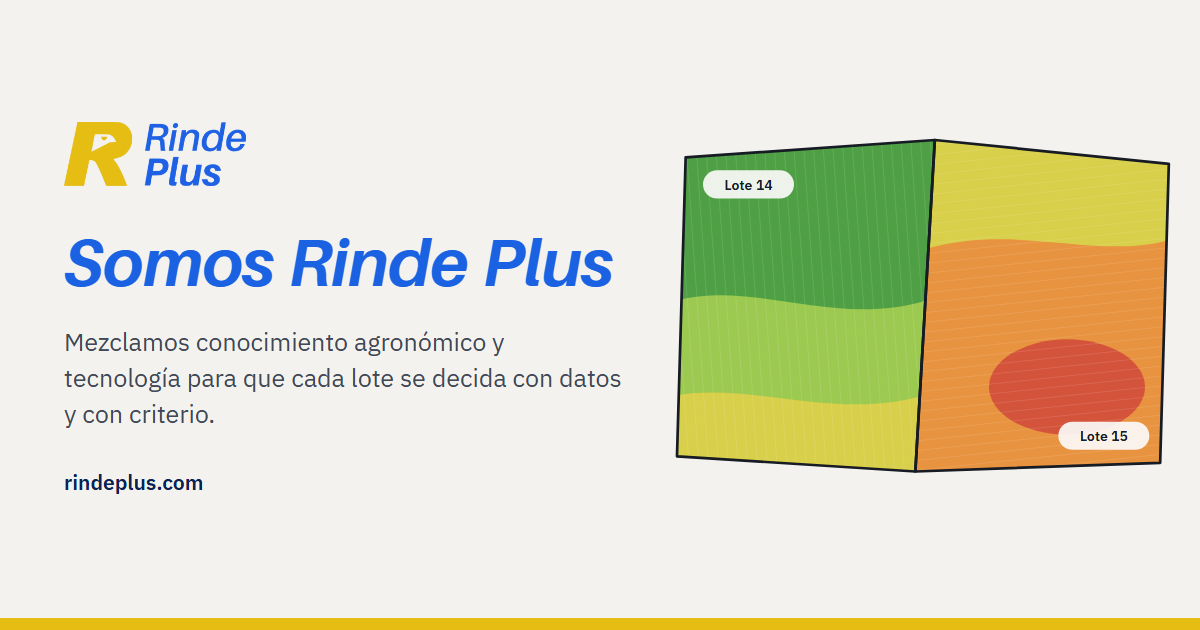 Rinde
Plus
Somos Rinde Plus
Mezclamos conocimiento agronómico y
tecnología para que cada lote se decida con datos
y con criterio.
rindeplus.com
Lote 14
Lote 15